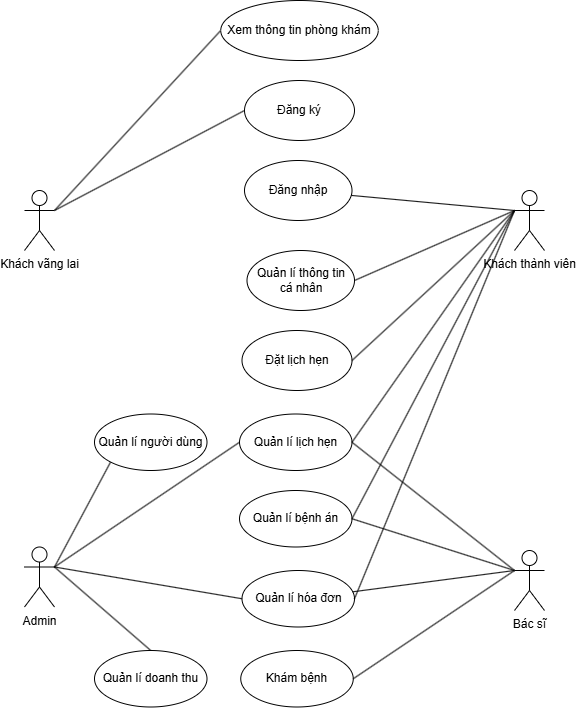 Xem thông tin phòng khám
Đăng ký
Đăng nhập
Khách vãng lai
Khách thành viên
Quản lí thông tin
cá nhân
Đặt lịch hẹn
Quản lí người dùng
Quản lí lịch hẹn
Quản lí bệnh án
Quản lí hóa đơn
Admin
Bác sĩ
Quản lí doanh thu
Khám bệnh